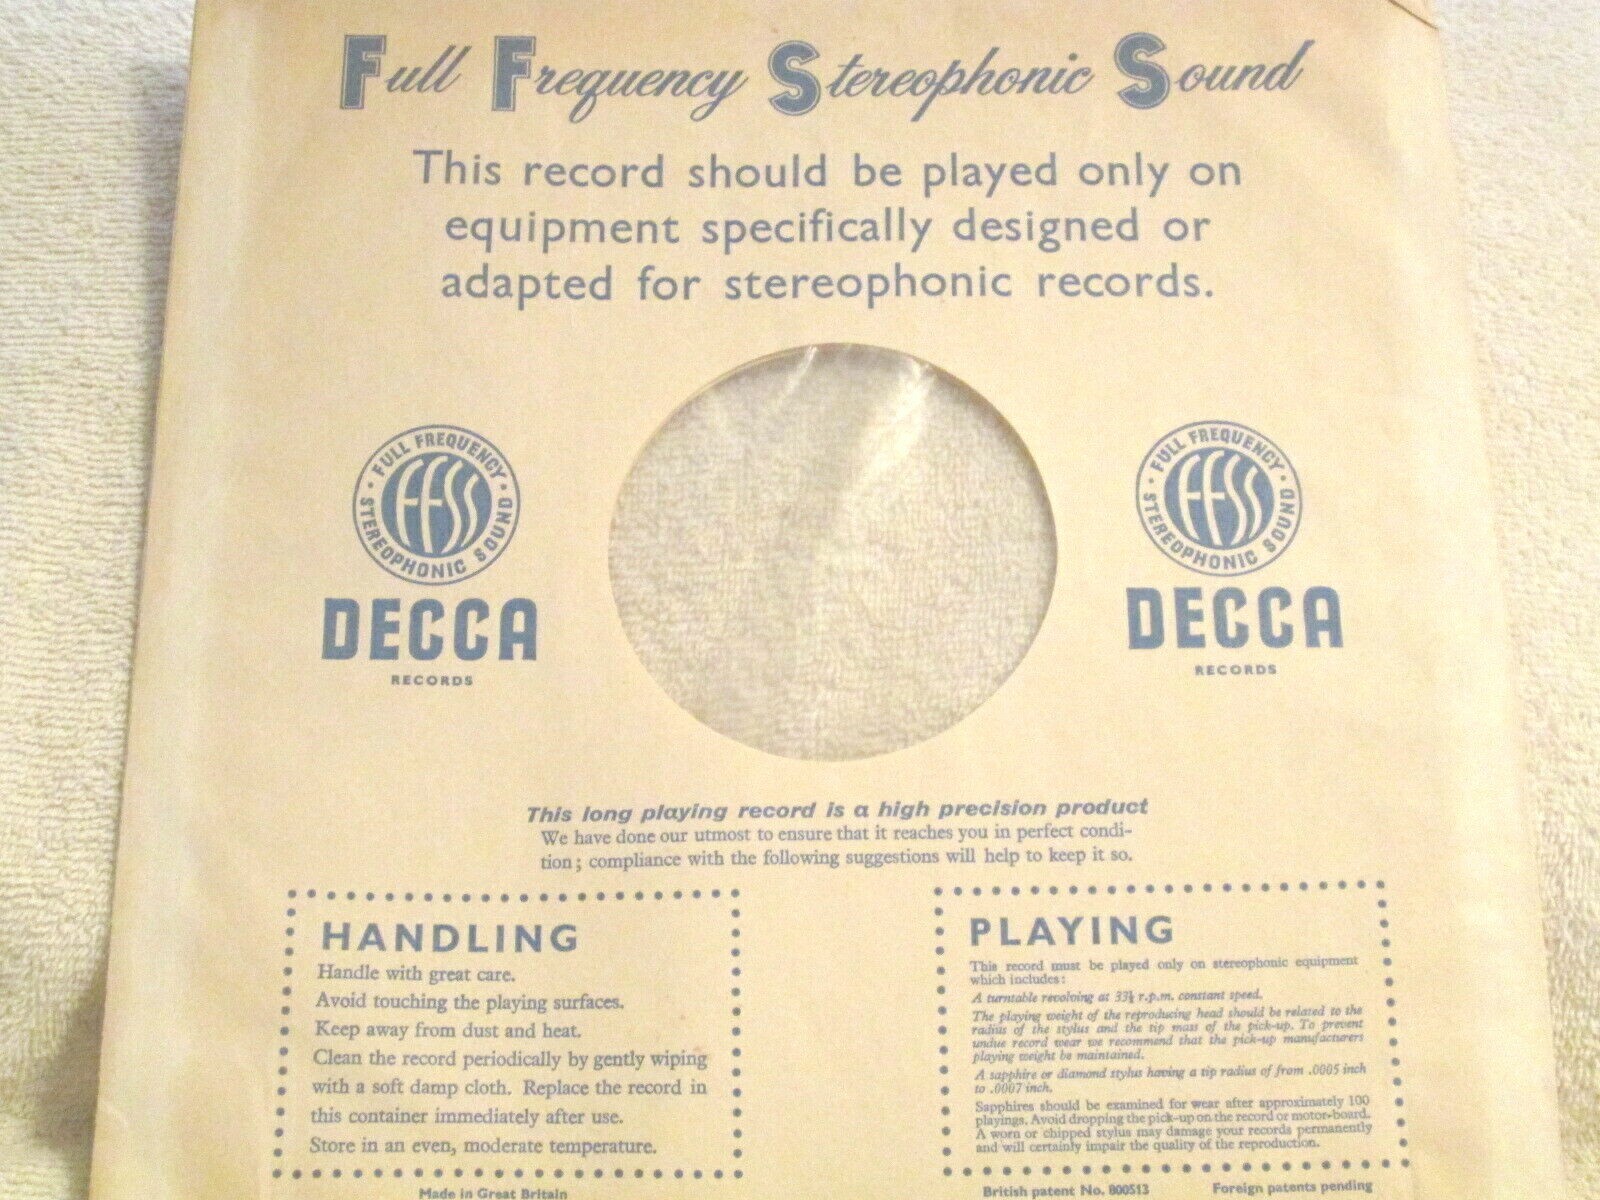 Full Frequency Stereophonic Sound
This record should be played only on
equipment specifically designed or
adapted for stereophonic records.
FULL FREQUENCY
STEREOPHONIC SOUND
FFSS
DECCA
RECORDS
FULL FREQUENCY
STEREOPHONIC SOUND
FFSS
DECCA
RECORDS
This long playing record is a high precision product
We have done our utmost to ensure that it reaches you in perfect condi-
tion; compliance with the following suggestions will help to keep it so.
HANDLING
Handle with great care.
Avoid touching the playing surfaces.
Keep away from dust and heat.
Clean the record periodically by gently wiping
with a soft damp cloth. Replace the record in
this container immediately after use.
Store in an even, moderate temperature.
PLAYING
This record must be played only on stereophonic equipment
which includes:
A turntable revolving at 33⅓ r.p.m. constant speed.
The playing weight of the reproducing head should be related to the
radius of the stylus and the tip mass of the pick-up. To prevent
undue record wear we recommend that the pick-up manufacturers
playing weight be maintained.
A sapphire or diamond stylus having a tip radius of from .0005 inch
to .0007 inch.
Sapphires should be examined for wear after approximately 100
playings. Avoid dropping the pick-up on the record or motor-board.
A worn or chipped stylus may damage your records permanently
and will certainly impair the quality of the reproduction.
Made in Great Britain
British patent No. 800513 Foreign patents pending